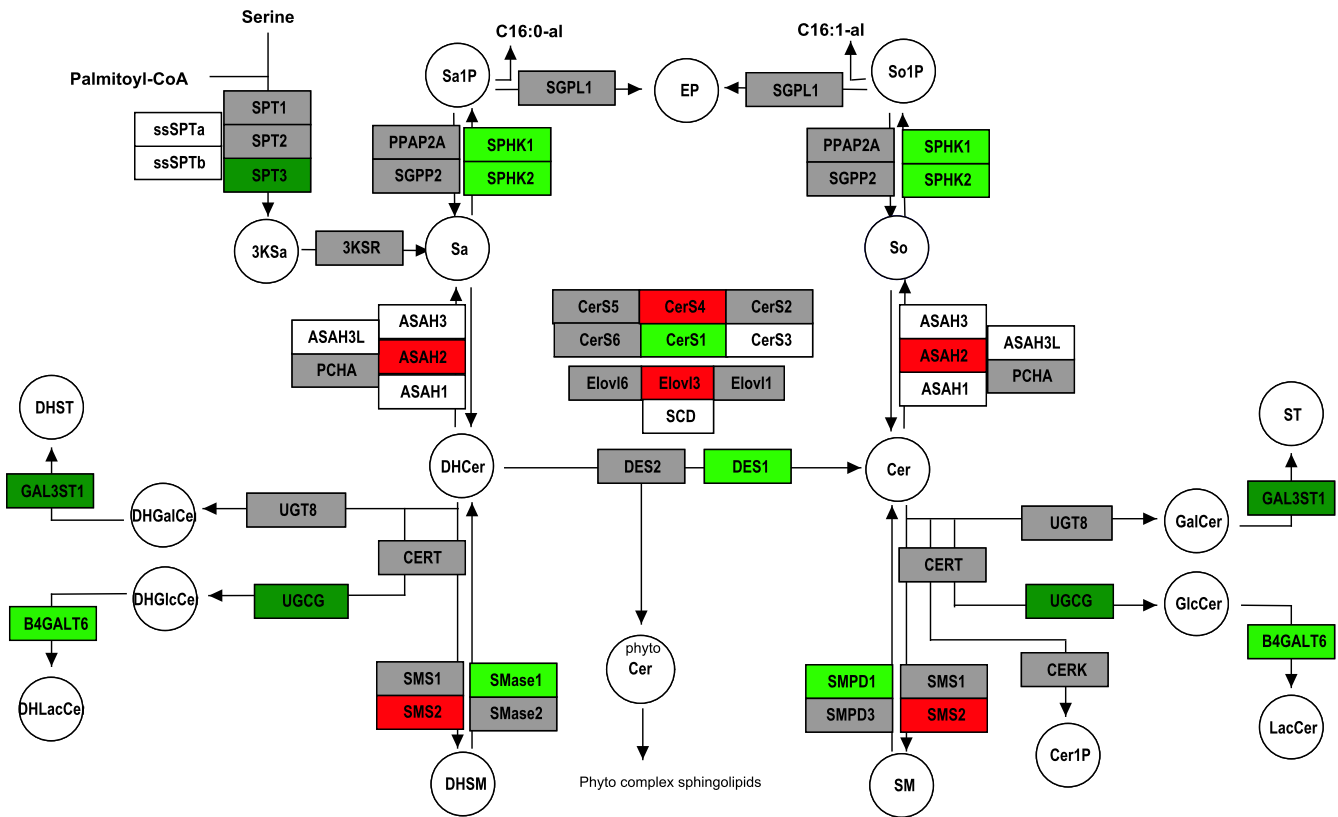 Serine
C16:0-al
C16:1-al
Palmitoyl-CoA
Sa1P
SGPL1
EP
SGPL1
So1P
SPT1
ssSPTa
SPT2
ssSPTb
SPT3
PPAP2A
SPHK1
SGPP2
SPHK2
PPAP2A
SPHK1
SGPP2
SPHK2
3KSa
3KSR
Sa
So
CerS5
CerS4
CerS2
CerS6
CerS1
CerS3
Elovl6
Elovl3
Elovl1
SCD
ASAH3
ASAH3L
ASAH2
PCHA
ASAH1
ASAH3
ASAH3L
ASAH2
PCHA
ASAH1
DHST
ST
DHCer
DES2
DES1
Cer
GAL3ST1
DHGalCe
UGT8
UGT8
GalCer
GAL3ST1
CERT
CERT
B4GALT6
DHGlcCe
UGCG
UGCG
GlcCer
B4GALT6
phyto
Cer
SMS1
SMase1
SMS2
SMase2
SMPD1
SMS1
SMPD3
SMS2
CERK
DHLacCe
LacCer
DHSM
Phyto complex sphingolipids
SM
Cer1P